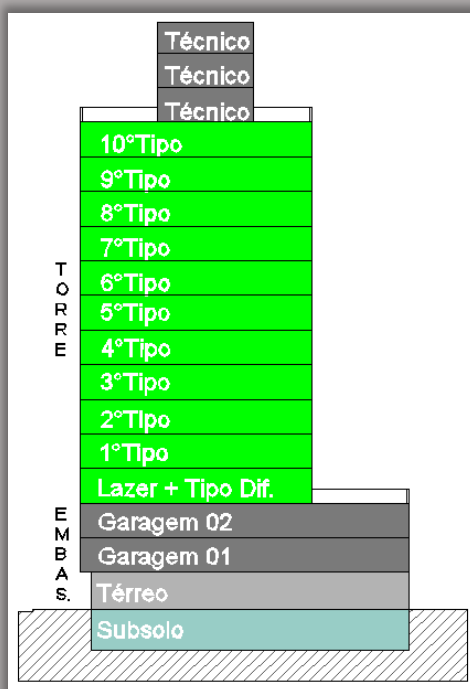 Técnico
Técnico
Técnico
10°Tipo
9°Tipo
8°Tipo
7°Tipo
6°Tipo
5°Tipo
4°Tipo
3°Tipo
2°Tipo
1°Tipo
Lazer + Tipo Dif.
Garagem 02
Garagem 01
Térreo
Subsolo
TORRE
EMBAS.